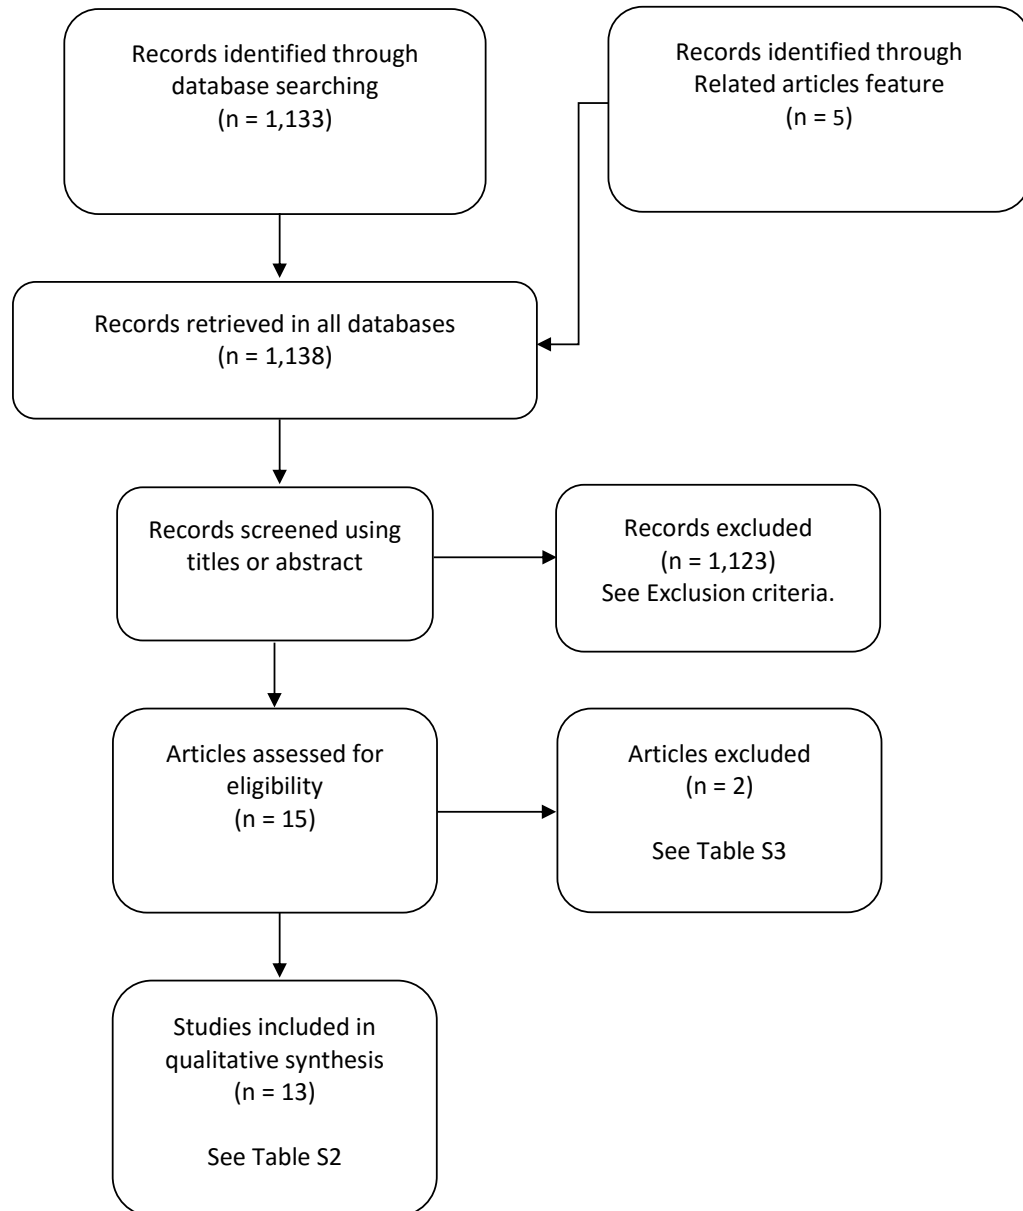 Records identified through
database searching
(n = 1,133)
Records identified through
Related articles feature
(n = 5)
Records retrieved in all databases
(n = 1,138)
Records screened using
titles or abstract
Records excluded
(n = 1,123)
See Exclusion criteria.
Articles assessed for
eligibility
(n = 15)
Articles excluded
(n = 2)
See Table S3
Studies included in
qualitative synthesis
(n = 13)
See Table S2